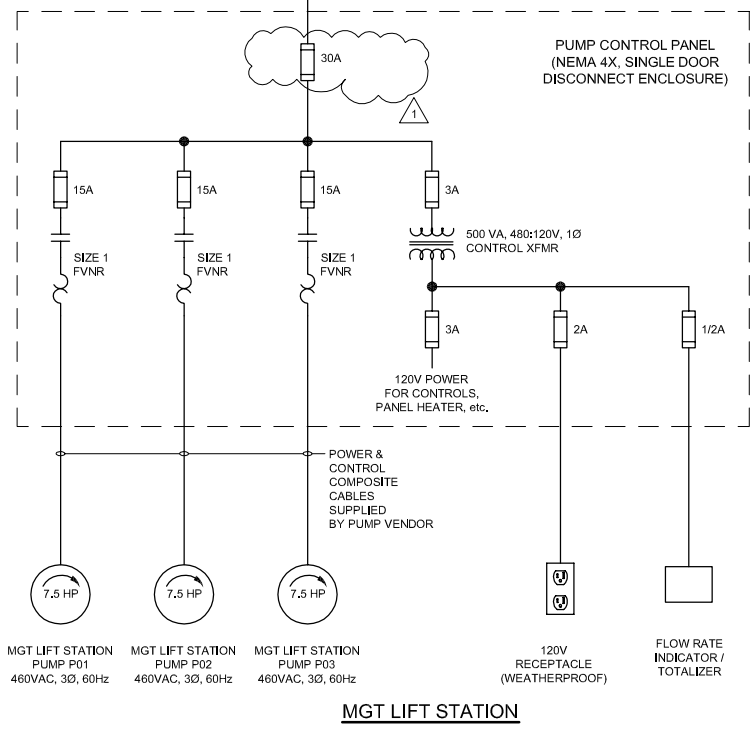 30A
1
PUMP CONTROL PANEL
(NEMA 4X, SINGLE DOOR
DISCONNECT ENCLOSURE)
15A
15A
15A
3A
SIZE 1
FVNR
SIZE 1
FVNR
SIZE 1
FVNR
500 VA, 480:120V, 1Ø
CONTROL XFMR
3A
2A
1/2A
120V POWER
FOR CONTROLS,
PANEL HEATER, etc.
POWER &
CONTROL
COMPOSITE
CABLES
SUPPLIED
BY PUMP VENDOR
7.5 HP
7.5 HP
7.5 HP
MGT LIFT STATION
PUMP P01
460VAC, 3Ø, 60Hz
MGT LIFT STATION
PUMP P02
460VAC, 3Ø, 60Hz
MGT LIFT STATION
PUMP P03
460VAC, 3Ø, 60Hz
120V
RECEPTACLE
(WEATHERPROOF)
FLOW RATE
INDICATOR /
TOTALIZER
MGT LIFT STATION